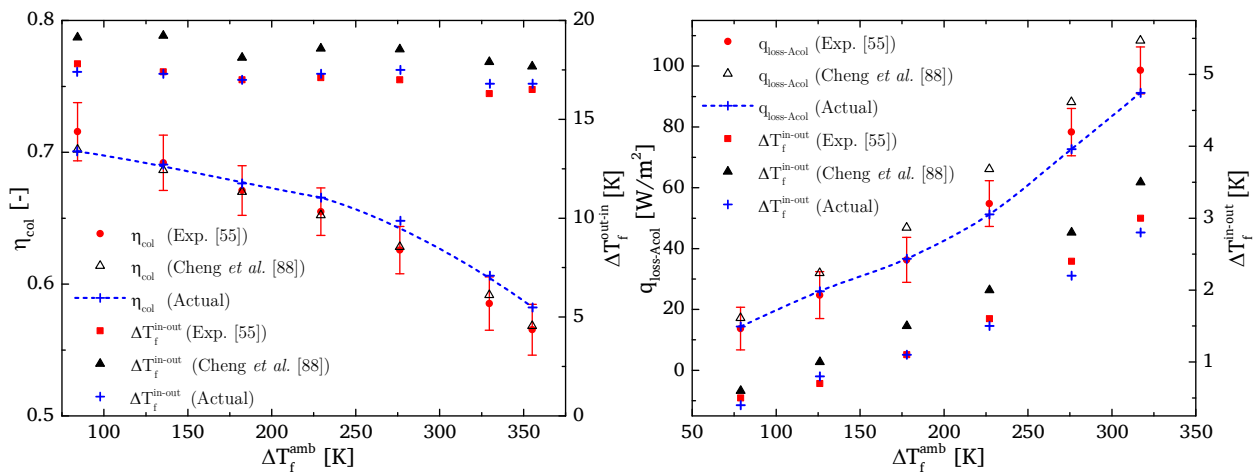 0.8
0.7
0.6
0.5
η_col [-]
20
15
10
5
0
ΔT_f^out-in [K]
η_col (Exp. [55])
η_col (Cheng et al. [88])
η_col (Actual)
ΔT_f^in-out (Exp. [55])
ΔT_f^in-out (Cheng et al. [88])
ΔT_f^in-out (Actual)
100 150 200 250 300 350
ΔT_f^amb [K]
100
80
60
40
20
0
q_loss-Acol [W/m²]
5
4
3
2
1
ΔT_f^in-out [K]
q_loss-Acol (Exp. [55])
q_loss-Acol (Cheng et al. [88])
q_loss-Acol (Actual)
ΔT_f^in-out (Exp. [55])
ΔT_f^in-out (Cheng et al. [88])
ΔT_f^in-out (Actual)
50 100 150 200 250 300 350
ΔT_f^amb [K]